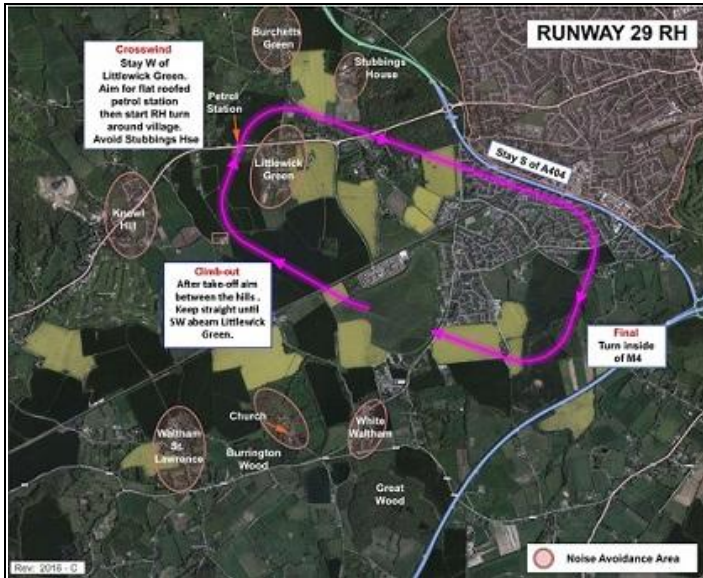 RUNWAY 29 RH
Burchetts
Green
Crosswind
Stay W of
Littlewick Green.
Aim for flat roofed
petrol station
then start RH turn
around village.
Avoid Stubbings Hse
Stubbings
House
Petrol
Station
Stay S of A404
Littlewick
Green
Knowl
Hill
Climb-out
After take-off aim
between the hills .
Keep straight until
SW abeam Littlewick
Green.
Final
Turn inside
of M4
Church
White
Waltham
Waltham
St.
Lawrence
Burrington
Wood
Great
Wood
Noise Avoidance Area
Rev: 2016 - C